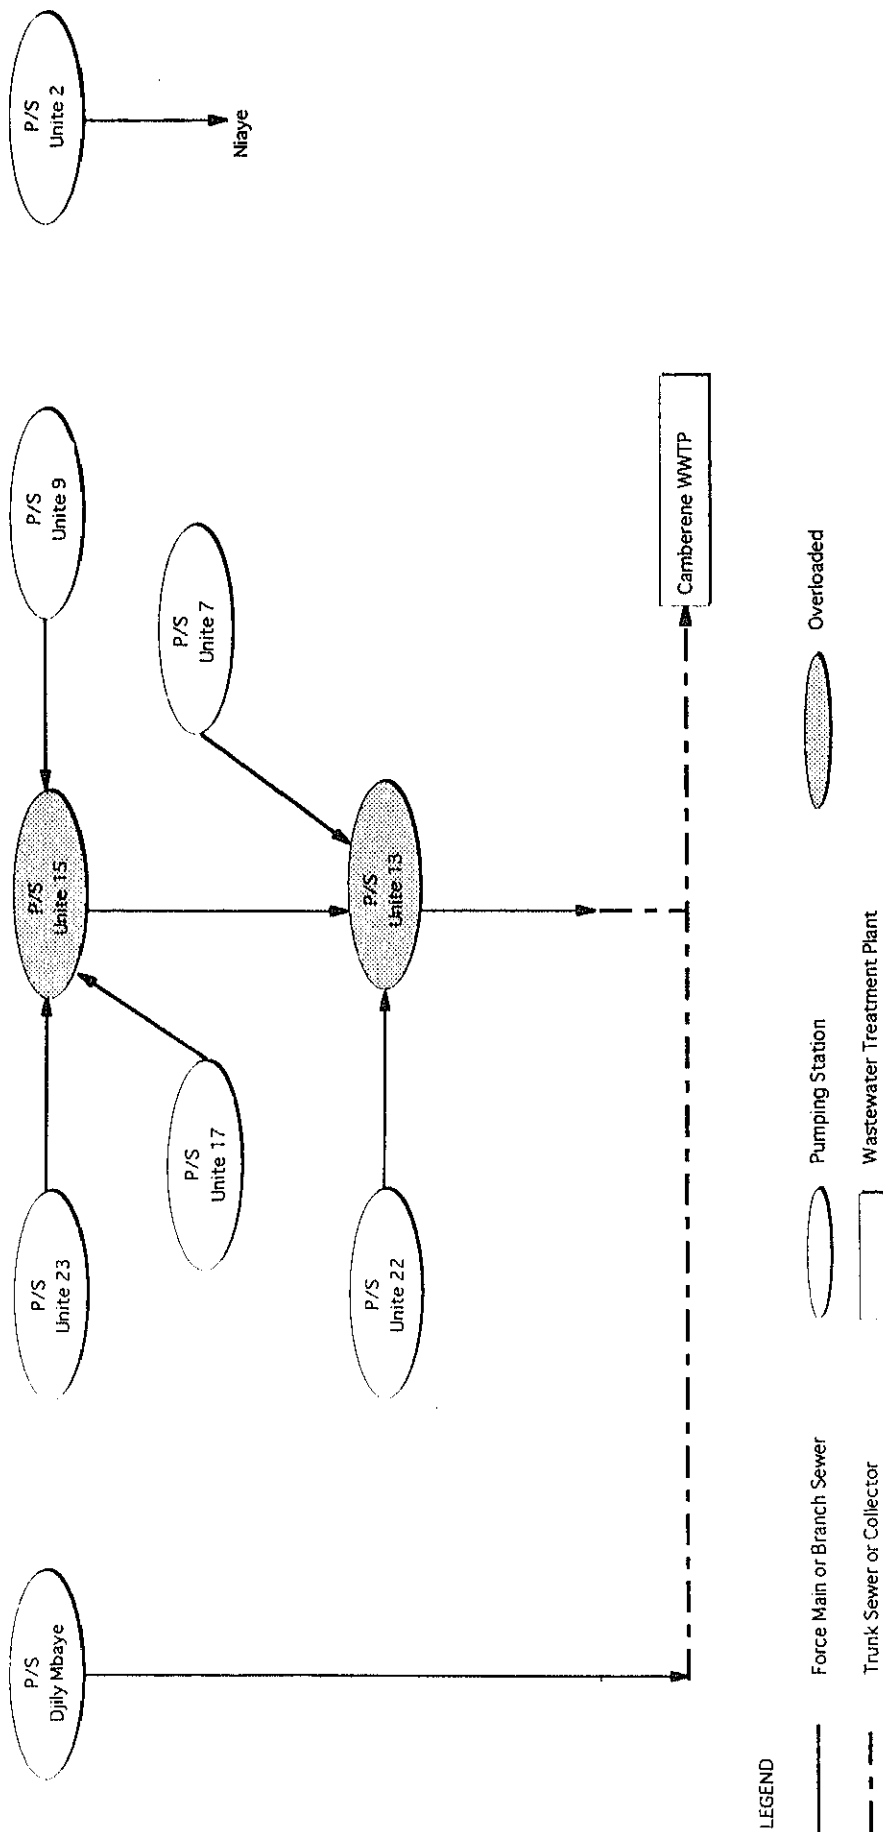 P/S
Djily Mbaye
P/S
Unite 23
P/S
Unite 15
P/S
Unite 9
P/S
Unite 2
Niaye
P/S
Unite 17
P/S
Unite 7
P/S
Unite 22
P/S
Unite 13
Camberene WWTP
LEGEND
Force Main or Branch Sewer
Pumping Station
Overloaded
Trunk Sewer or Collector
Wastewater Treatment Plant